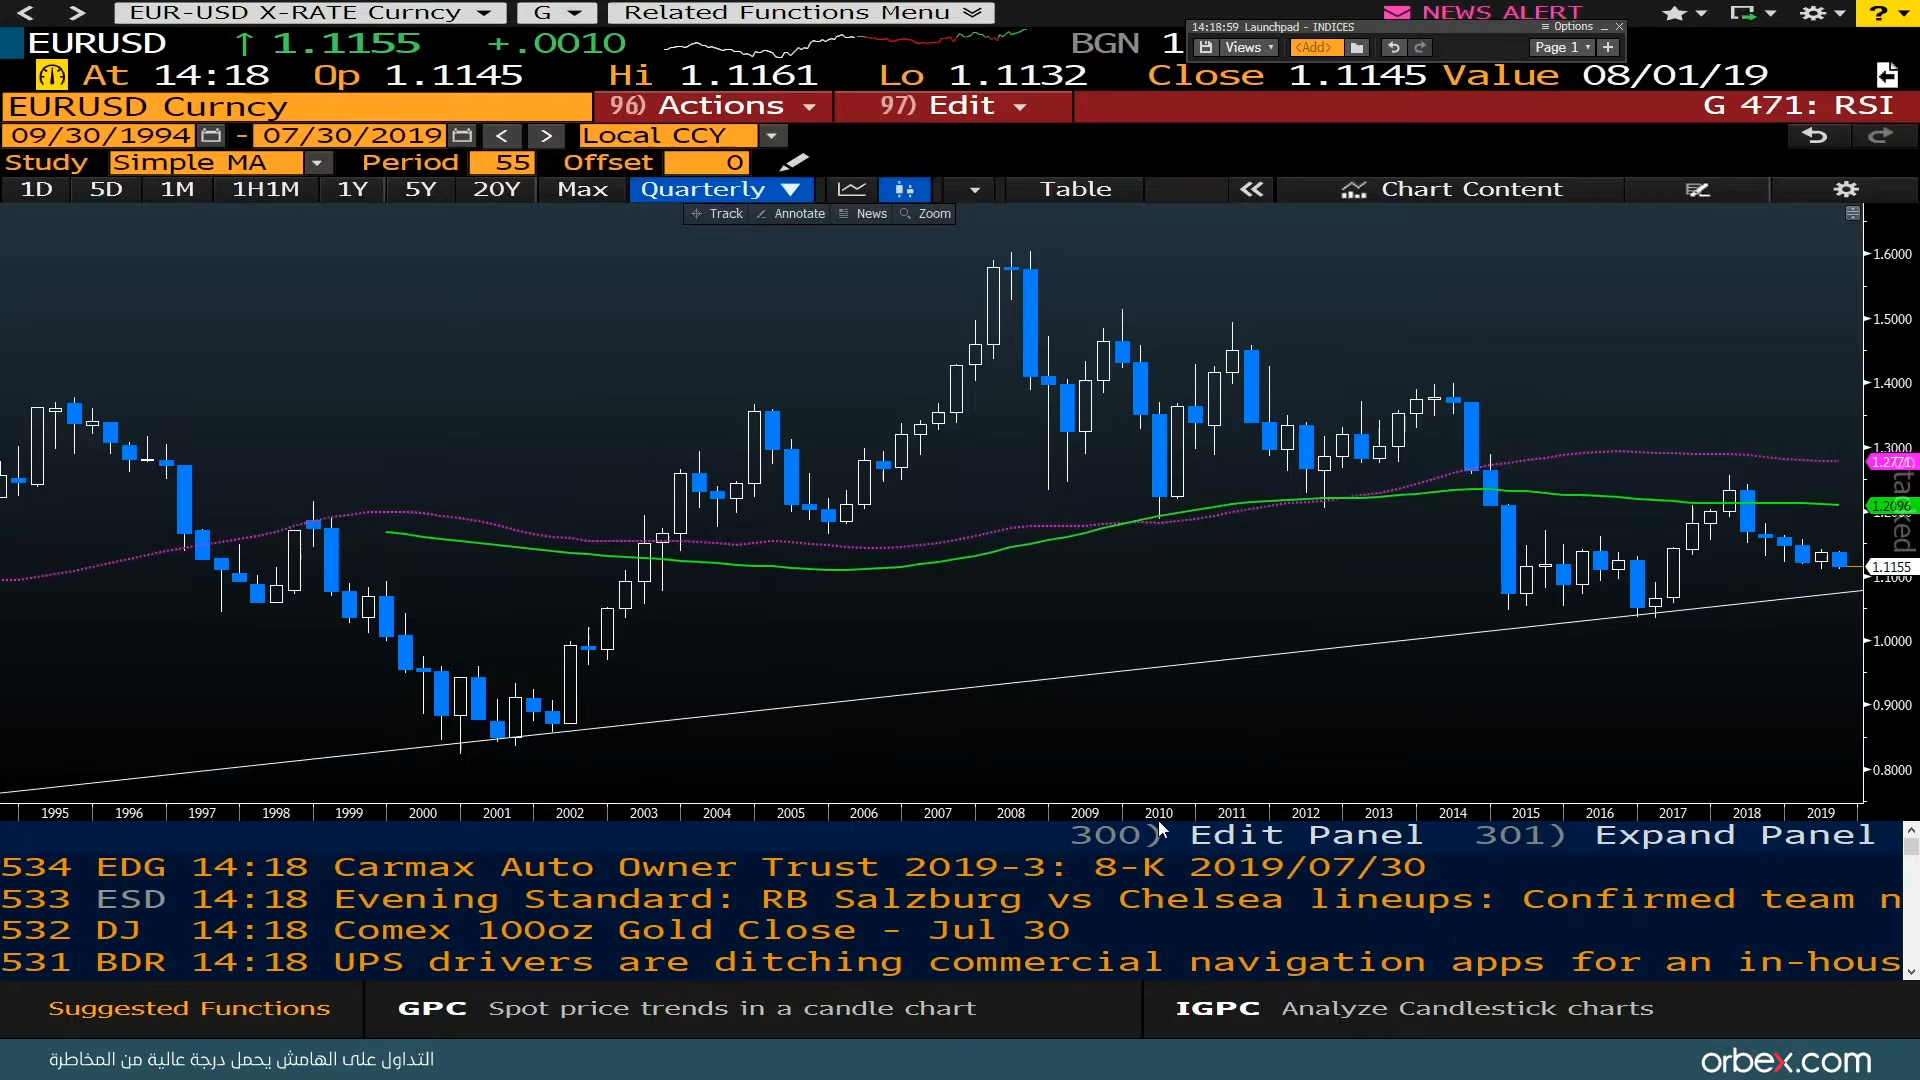 EUR-USD X-RATE Curncy G Related Functions Menu NEWS ALERT ?
14:18:59 Launchpad - INDICES Options
EURUSD ↑ 1.1155 +.0010 BGN 1
Views <Add> Page 1 +
At 14:18 Op 1.1145 Hi 1.1161 Lo 1.1132 Close 1.1145 Value 08/01/19
EURUSD Curncy 96) Actions 97) Edit G 471: RSI
09/30/1994 - 07/30/2019 < > Local CCY
Study Simple MA Period 55 Offset 0
1D 5D 1M 1H1M 1Y 5Y 20Y Max Quarterly ▼ Table « Chart Content
Track Annotate News Zoom
1.6000
1.5000
1.4000
1.3000
1.2771
1.2096
1.1155
1.1000
1.0000
0.9000
0.8000
1995 1996 1997 1998 1999 2000 2001 2002 2003 2004 2005 2006 2007 2008 2009 2010 2011 2012 2013 2014 2015 2016 2017 2018 2019
300) Edit Panel 301) Expand Panel
534 EDG 14:18 Carmax Auto Owner Trust 2019-3: 8-K 2019/07/30
533 ESD 14:18 Evening Standard: RB Salzburg vs Chelsea lineups: Confirmed team n
532 DJ 14:18 Comex 100oz Gold Close - Jul 30
531 BDR 14:18 UPS drivers are ditching commercial navigation apps for an in-hous
Suggested Functions GPC Spot price trends in a candle chart IGPC Analyze Candlestick charts
التداول على الهامش يحمل درجة عالية من المخاطرة
orbex.com